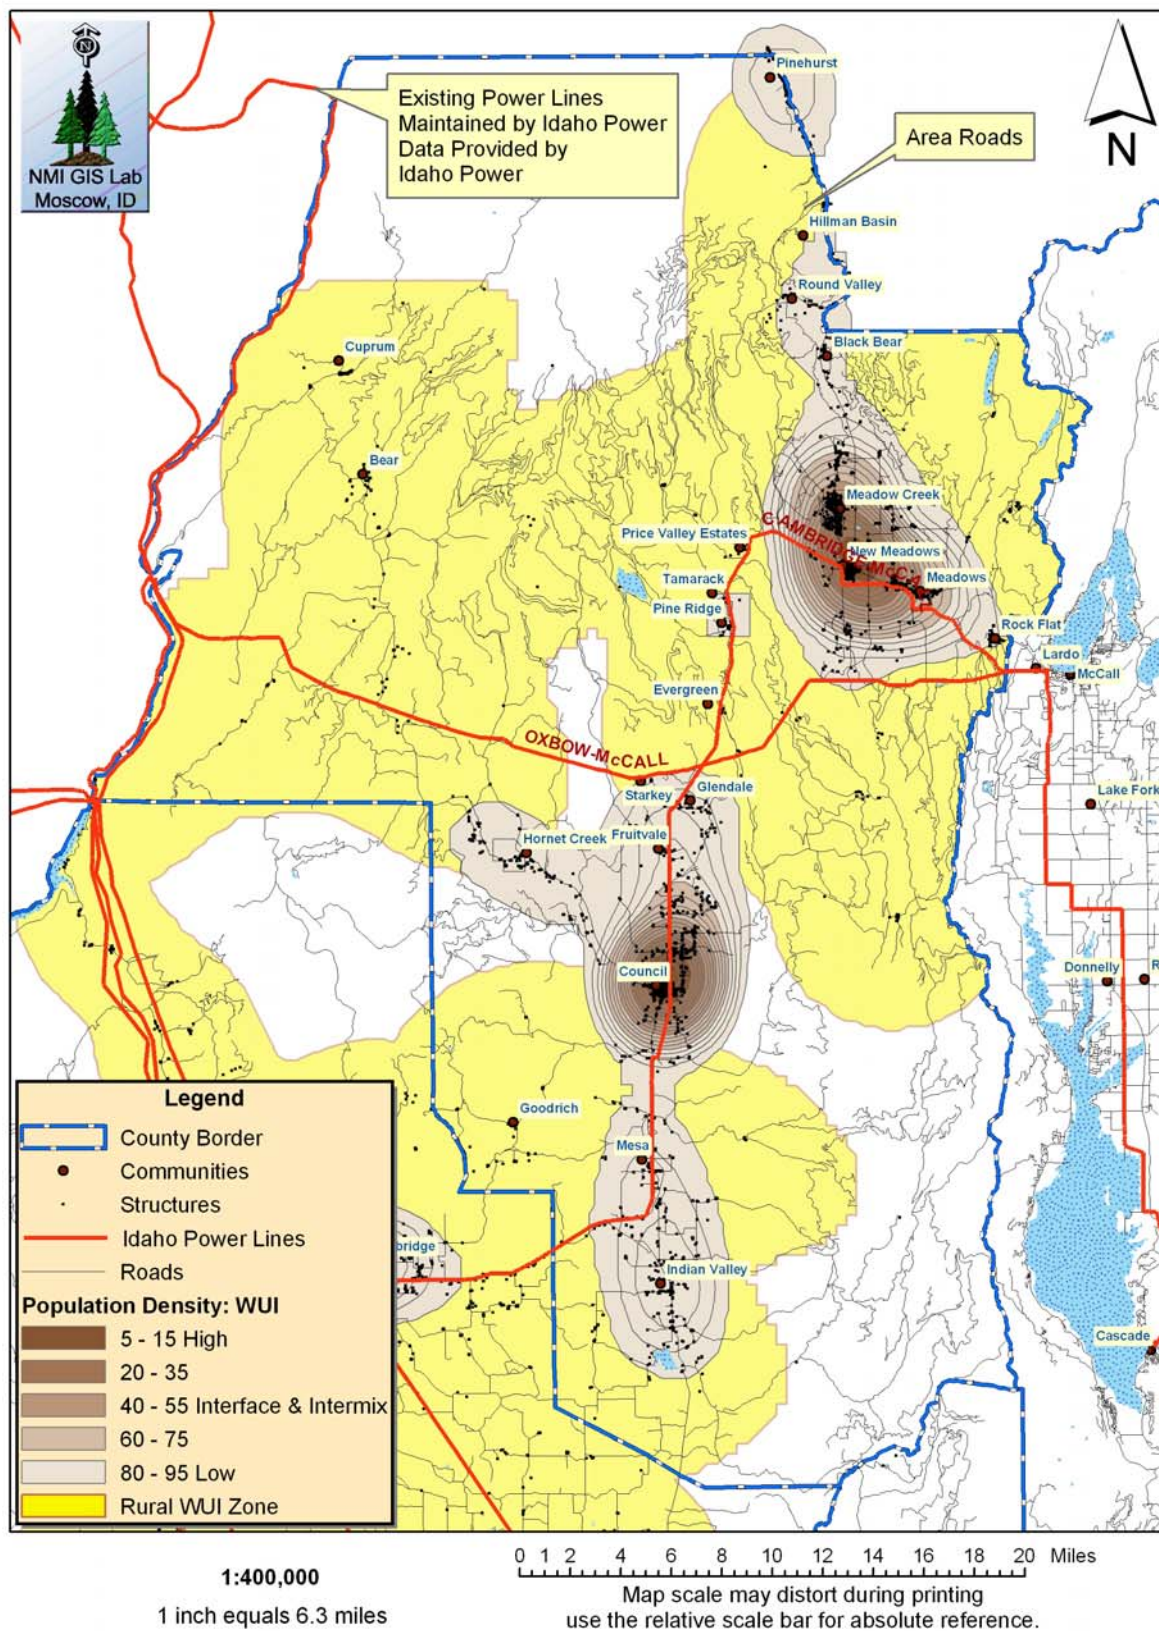 N
NMI GIS Lab
Moscow, ID
Existing Power Lines
Maintained by Idaho Power
Data Provided by
Idaho Power
Area Roads
N
Pinehurst
Hillman Basin
Round Valley
Black Bear
Cuprum
Bear
Meadow Creek
Price Valley Estates
New Meadows
Tamarack
Meadows
Pine Ridge
Rock Flat
Lardo
McCall
Evergreen
OXBOW-McCALL
Starkey
Glendale
Lake Fork
Hornet Creek
Fruitvale
Council
Donnelly
R
Goodrich
Mesa
bridge
Indian Valley
Cascade
Legend
County Border
Communities
Structures
Idaho Power Lines
Roads
Population Density: WUI
5 - 15 High
20 - 35
40 - 55 Interface & Intermix
60 - 75
80 - 95 Low
Rural WUI Zone
1:400,000
1 inch equals 6.3 miles
0 1 2 4 6 8 10 12 14 16 18 20 Miles
Map scale may distort during printing
use the relative scale bar for absolute reference.